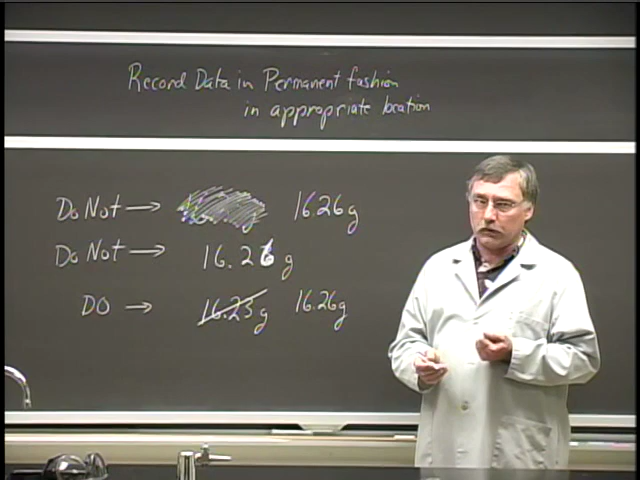 Record Data in Permanent fashion
in appropriate location
Do Not → 16.26g
Do Not → 16.26 g
DO → 16.25g 16.26g